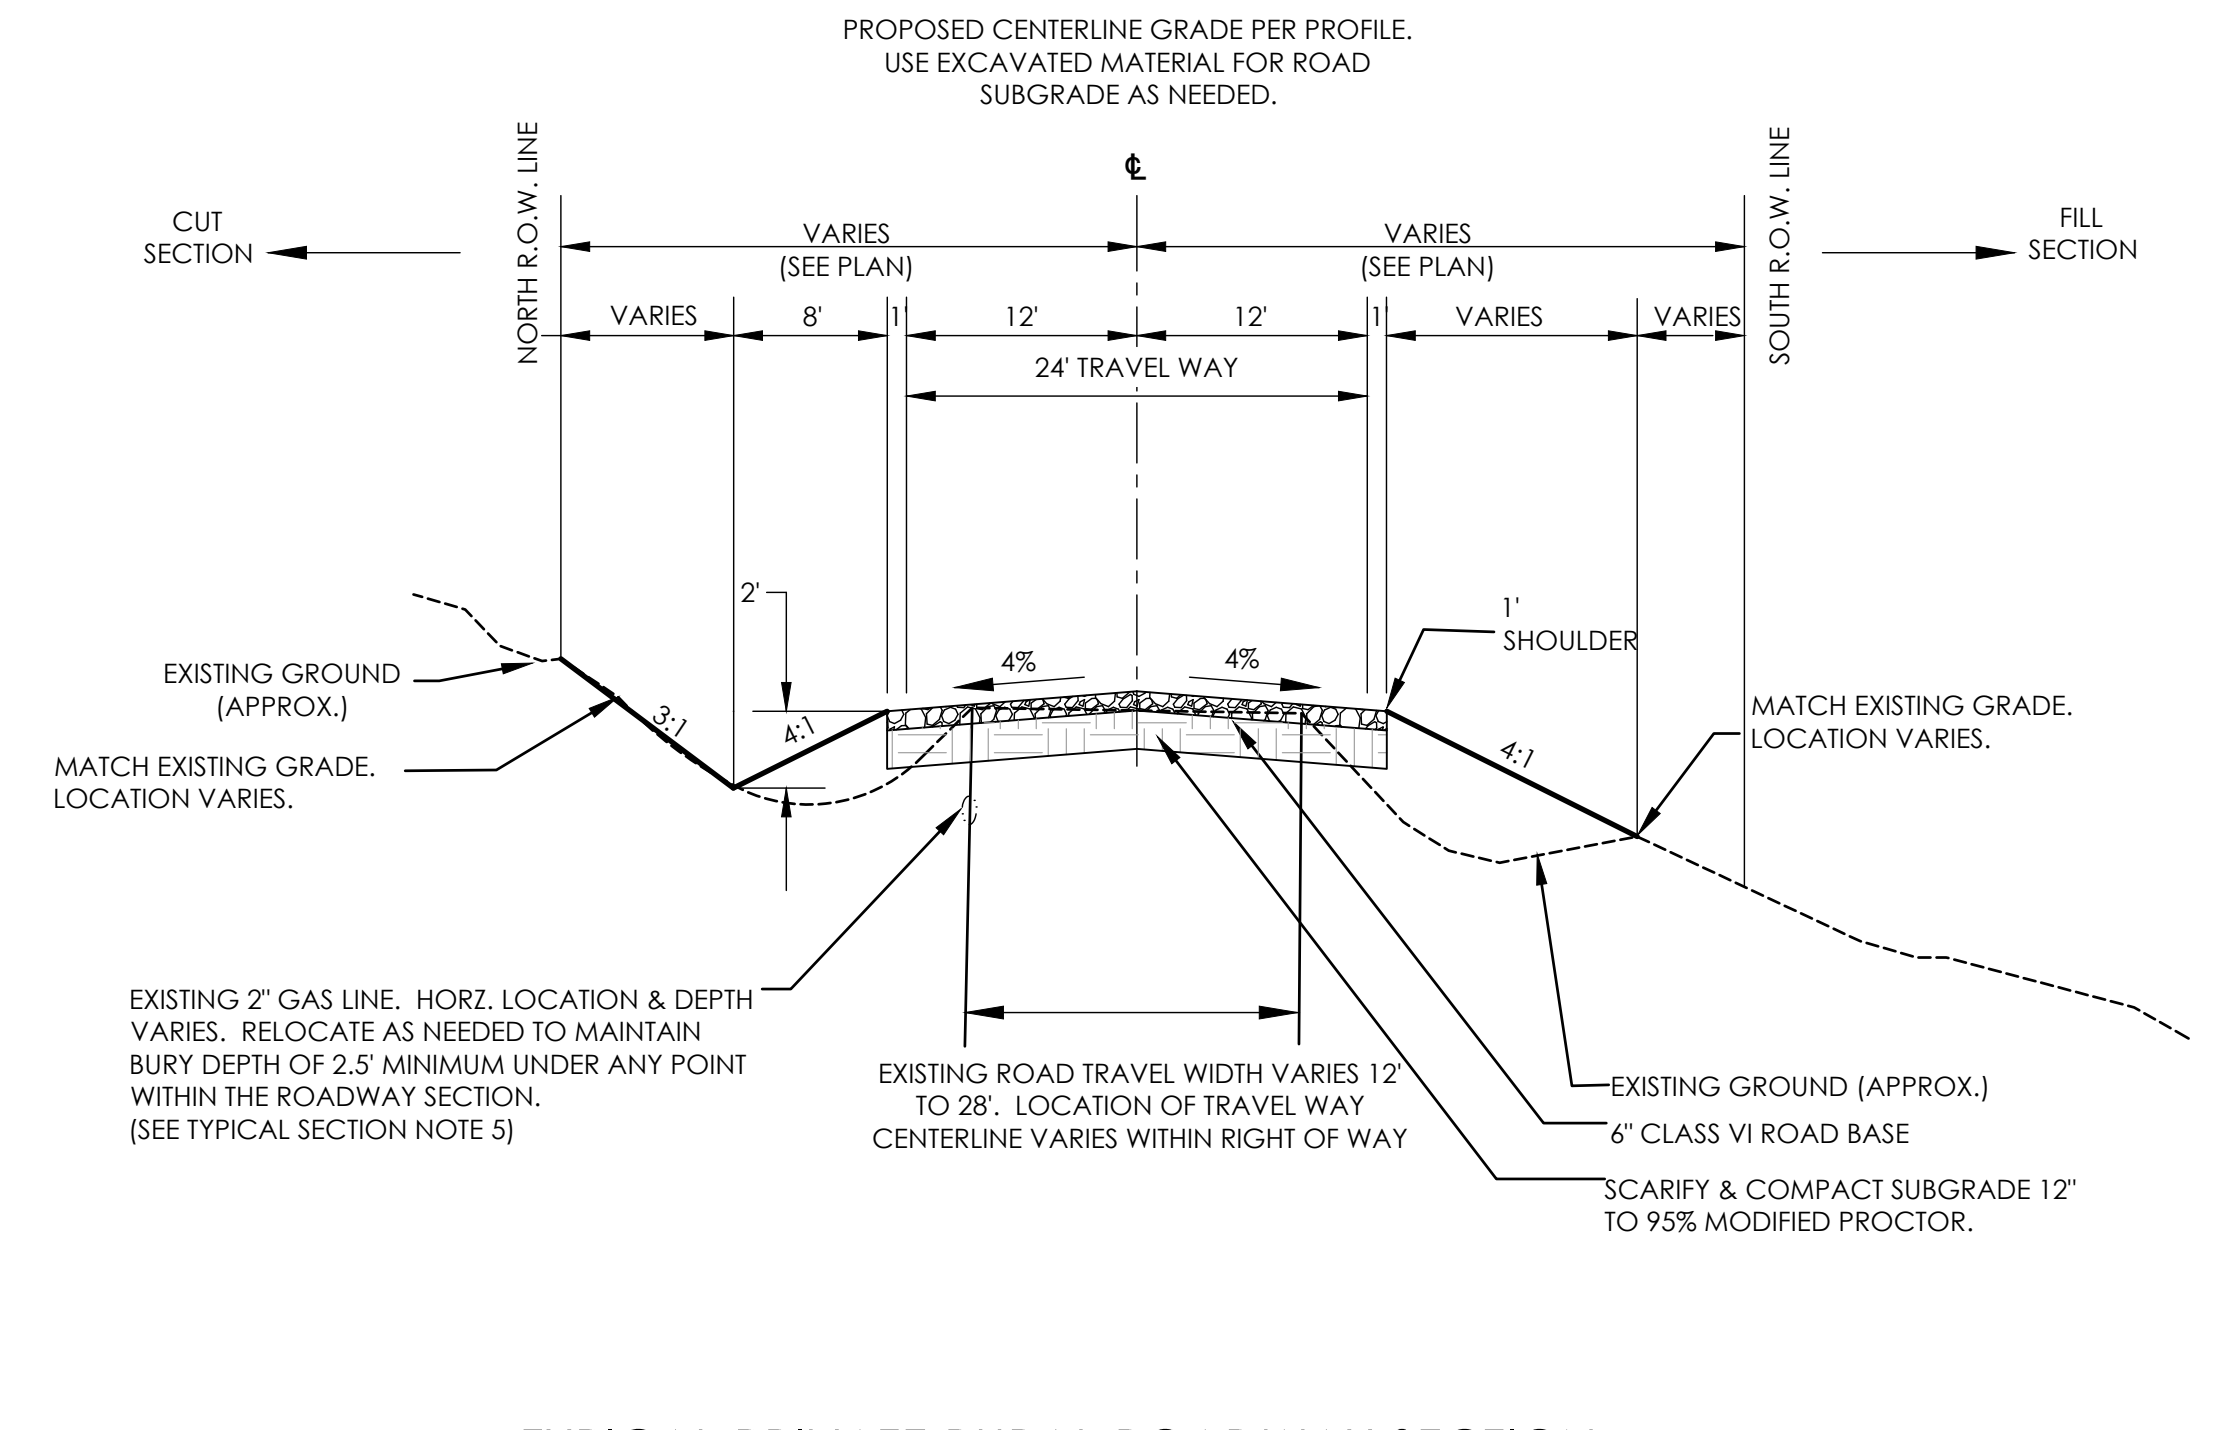 PROPOSED CENTERLINE GRADE PER PROFILE.
USE EXCAVATED MATERIAL FOR ROAD
SUBGRADE AS NEEDED.
NORTH R.O.W. LINE
SOUTH R.O.W. LINE
℄
CUT
SECTION
FILL
SECTION
VARIES
(SEE PLAN)
VARIES
(SEE PLAN)
VARIES
8'
1'
12'
12'
1'
VARIES
VARIES
24' TRAVEL WAY
2'
1'
SHOULDER
4%
4%
EXISTING GROUND
(APPROX.)
3:1
4:1
4:1
MATCH EXISTING GRADE.
LOCATION VARIES.
MATCH EXISTING GRADE.
LOCATION VARIES.
EXISTING 2" GAS LINE. HORZ. LOCATION & DEPTH
VARIES. RELOCATE AS NEEDED TO MAINTAIN
BURY DEPTH OF 2.5' MINIMUM UNDER ANY POINT
WITHIN THE ROADWAY SECTION.
(SEE TYPICAL SECTION NOTE 5)
EXISTING ROAD TRAVEL WIDTH VARIES 12'
TO 28'. LOCATION OF TRAVEL WAY
CENTERLINE VARIES WITHIN RIGHT OF WAY
EXISTING GROUND (APPROX.)
6" CLASS VI ROAD BASE
SCARIFY & COMPACT SUBGRADE 12"
TO 95% MODIFIED PROCTOR.